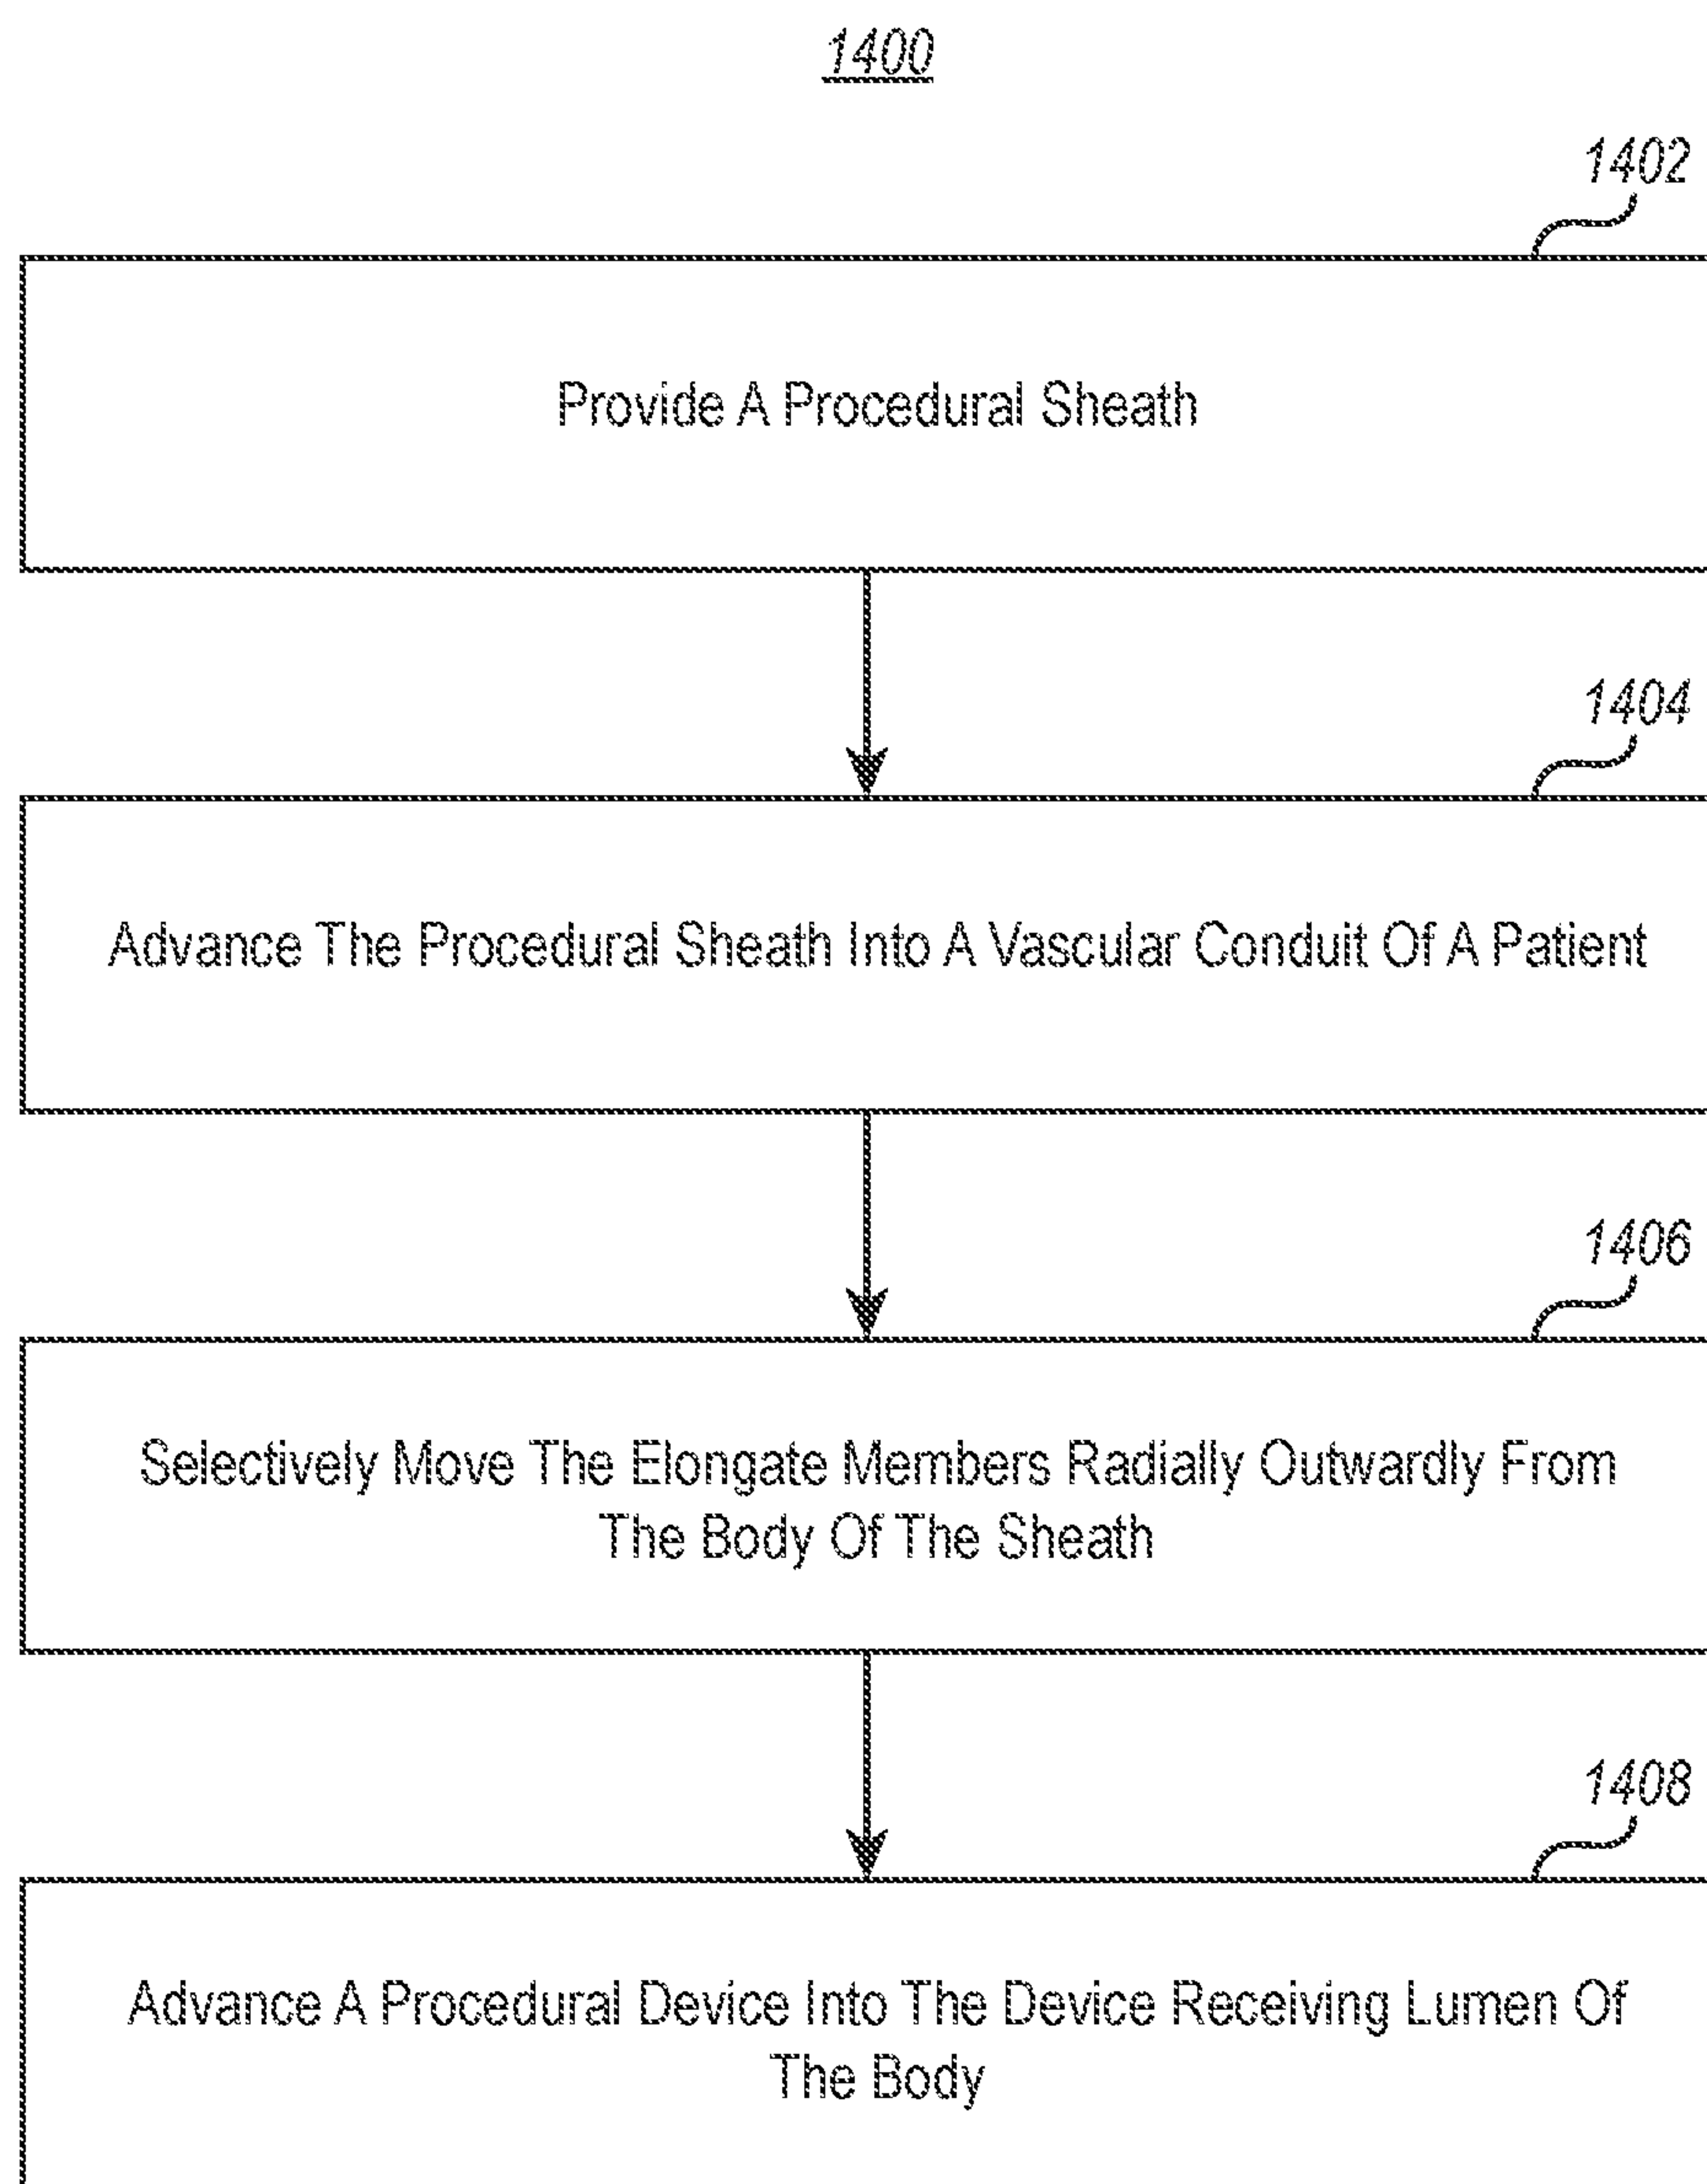 1400
1402
Provide A Procedural Sheath
1404
Advance The Procedural Sheath Into A Vascular Conduit Of A Patient
1406
Selectively Move The Elongate Members Radially Outwardly From
The Body Of The Sheath
1408
Advance A Procedural Device Into The Device Receiving Lumen Of
The Body